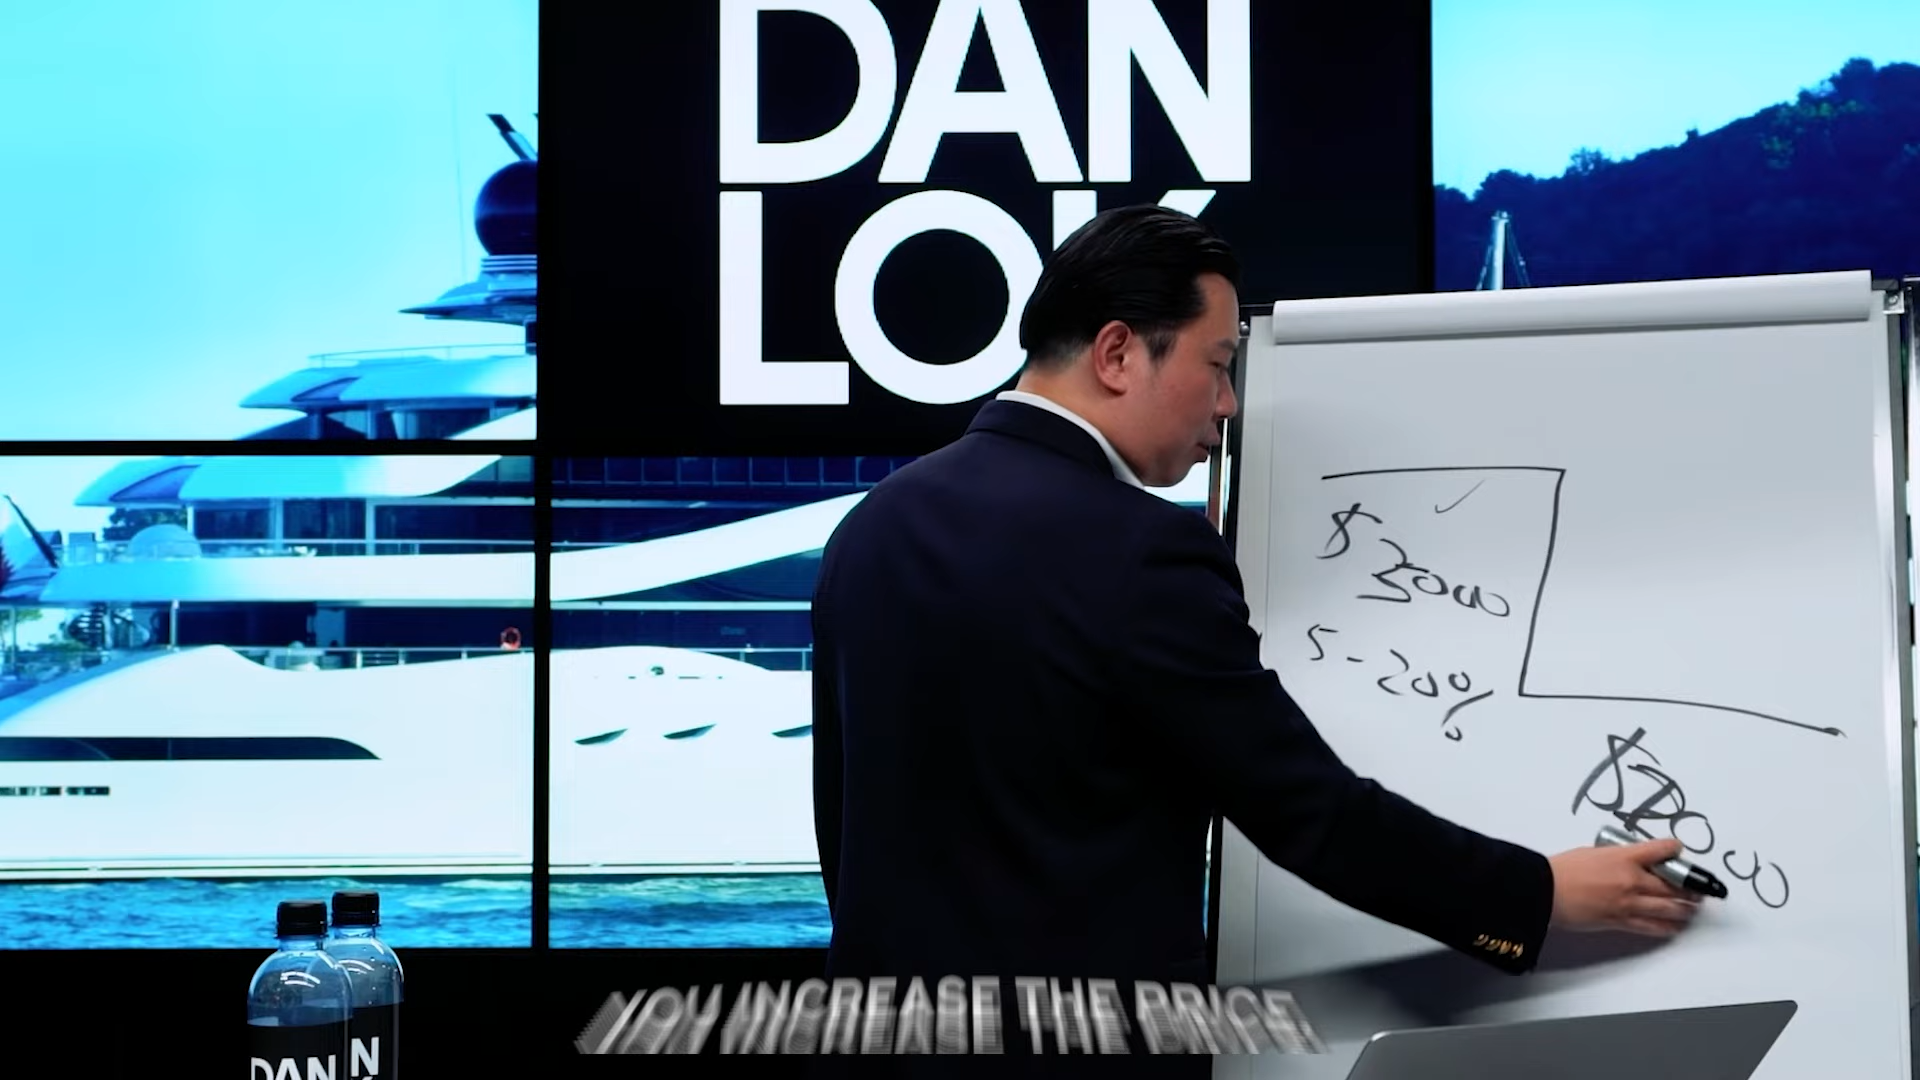 DAN
LOK
$3000
5-20%
YOU INCREASE THE PRICE
DAN
N